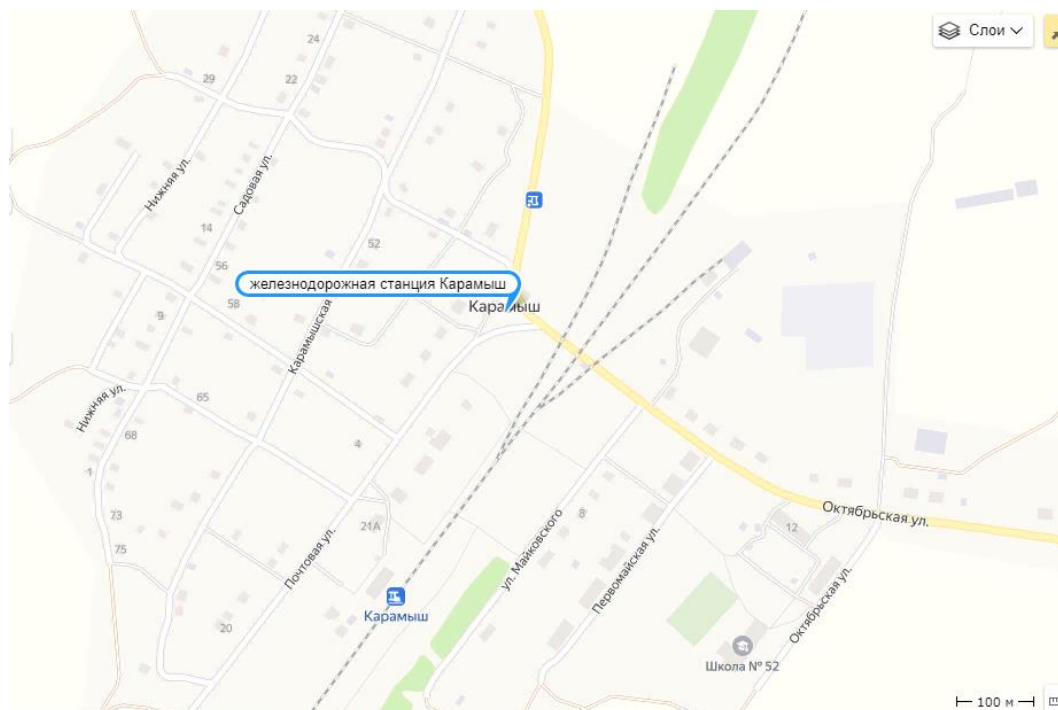 Слои
24
29
22
Нижняя ул.
Садовая ул.
14
52
56
железнодорожная станция Карамыш
58
Карамыш
9
Карамышская
Нижняя ул.
65
68
4
7
73
21А
75
Почтовая ул.
ул. Майковского
8
Первомайская ул.
12
Октябрьская ул.
Октябрьская ул.
Карамыш
20
Школа № 52
100 м